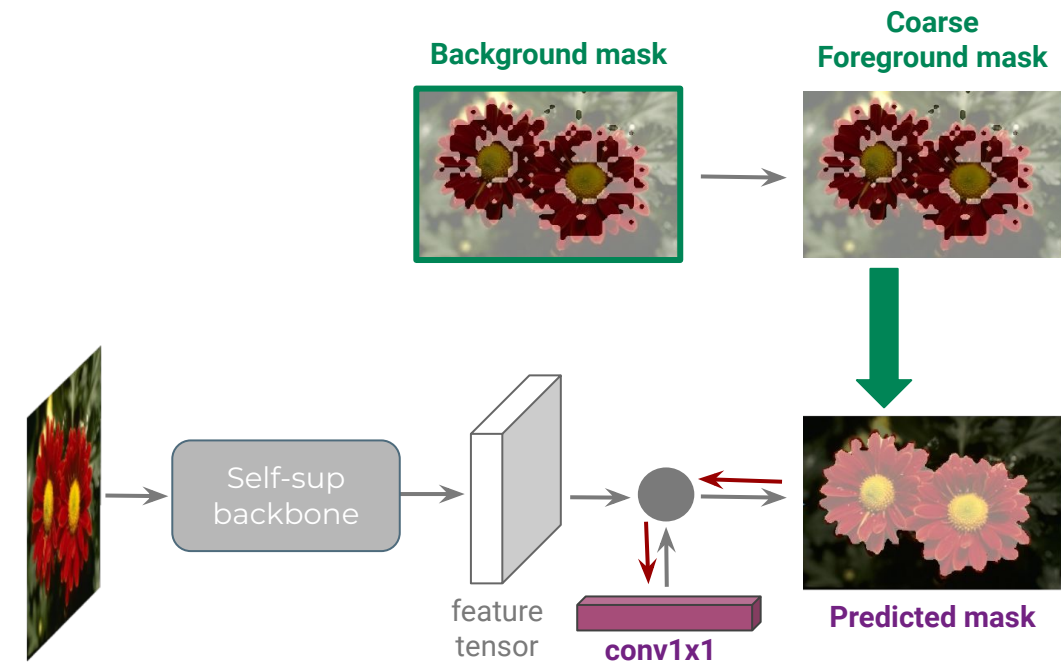 Background mask
Coarse
Foreground mask
Self-sup
backbone
feature
tensor
conv1x1
Predicted mask